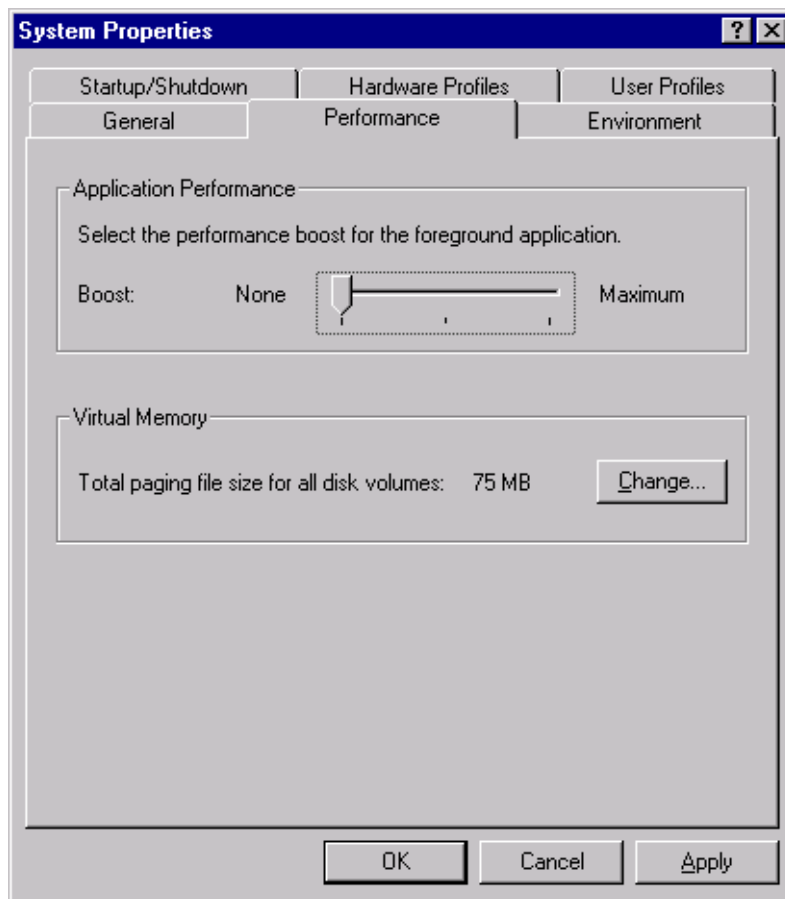 System Properties
Startup/Shutdown Hardware Profiles User Profiles
General Performance Environment
Application Performance
Select the performance boost for the foreground application.
Boost: None Maximum
Virtual Memory
Total paging file size for all disk volumes: 75 MB Change...
OK Cancel Apply